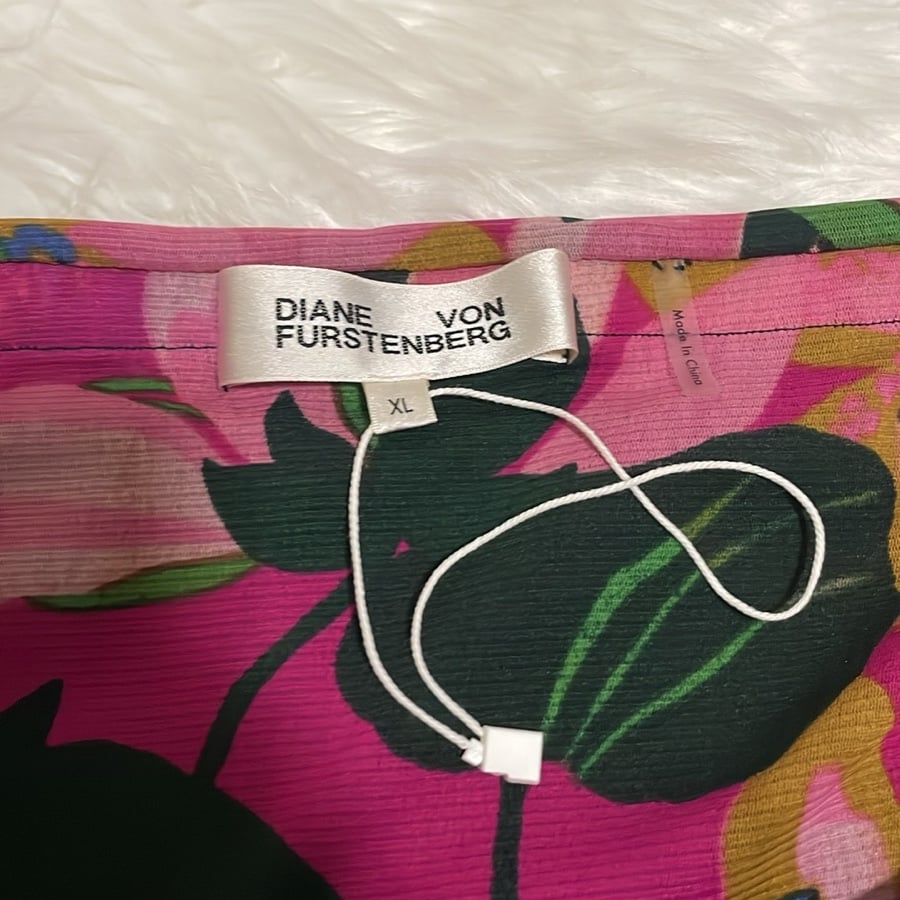 DIANE VON
FURSTENBERG
XL
Made In China